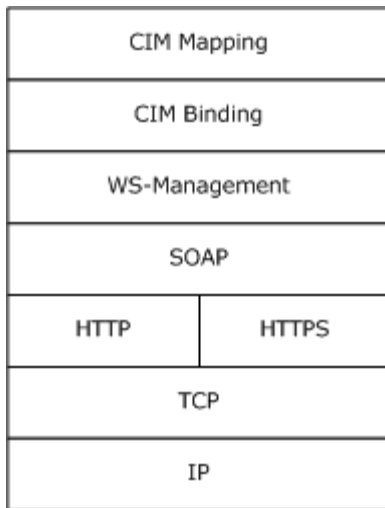 CIM Mapping
CIM Binding
WS-Management
SOAP
HTTP HTTPS
TCP
IP